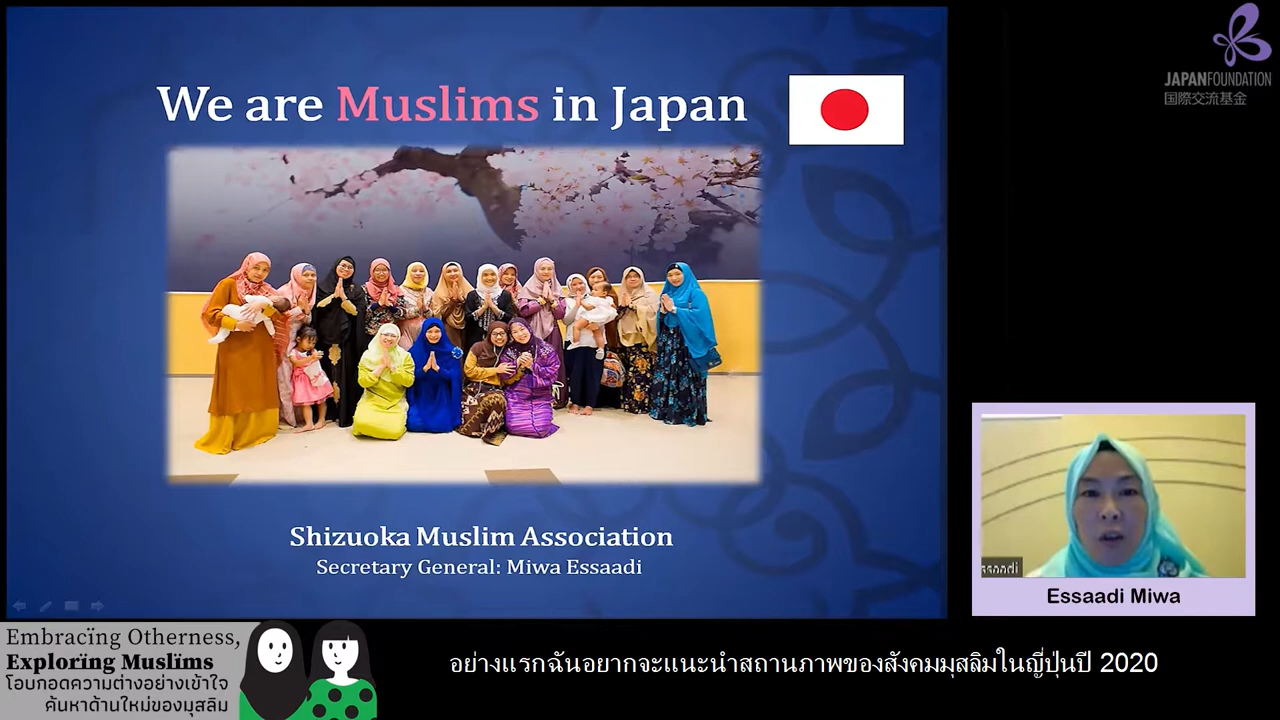 We are Muslims in Japan
JAPANFOUNDATION
国際交流基金
Shizuoka Muslim Association
Secretary General: Miwa Essaadi
Essaadi Miwa
Embracïng Otherness,
Explorïng Muslïms
โอบกอดความต่างอย่างเข้าใจ
ค้นหาด้านใหม่ของมุสลิม
อย่างแรกฉันอยากจะแนะนำสถานภาพของสังคมมุสลิมในญี่ปุ่นปี 2020